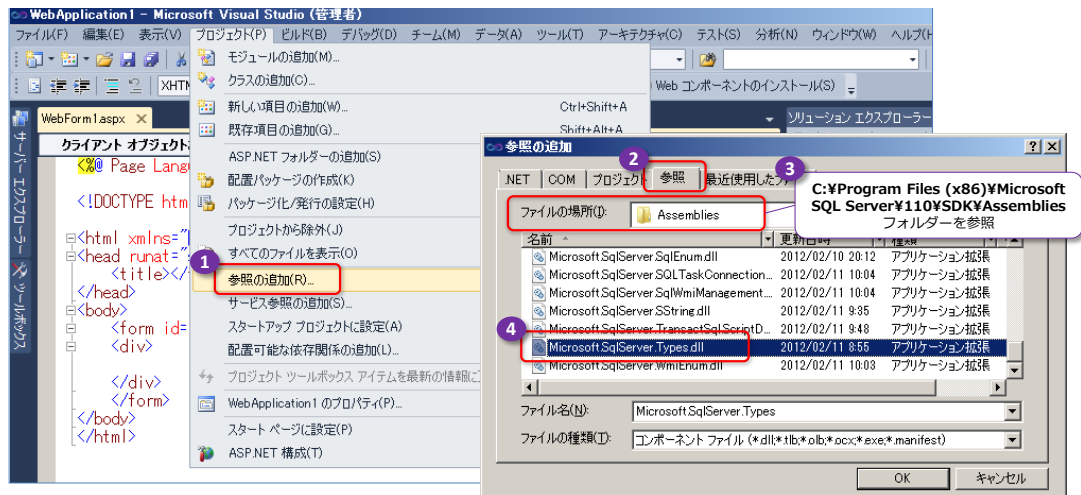 WebApplication1 - Microsoft Visual Studio (管理者)
ファイル(F) 編集(E) 表示(V) プロジェクト(P) ビルド(B) デバッグ(D) チーム(M) データ(A) ツール(T) アーキテクチャ(C) テスト(S) 分析(N) ウィンドウ(W) ヘルプ(H
XHTM
Web コンポーネントのインストール(S)
モジュールの追加(M)...
クラスの追加(C)...
新しい項目の追加(W)... Ctrl+Shift+A
既存項目の追加(G)... Shift+Alt+A
ASP.NET フォルダーの追加(S)
配置パッケージの作成(K)
パッケージ化/発行の設定(H)
プロジェクトから除外(J)
すべてのファイルを表示(O)
1
参照の追加(R)...
サービス参照の追加(S)...
スタートアップ プロジェクトに設定(A)
配置可能な依存関係の追加(L)...
プロジェクト ツールボックス アイテムを最新の情報に
WebApplication1 のプロパティ(P)...
スタート ページに設定(P)
ASP.NET 構成(T)
サーバー エクスプローラー
ツールボックス
WebForm1.aspx
クライアント オブジェクト
<%@ Page Langu
<!DOCTYPE htm
<html xmlns="
<head runat="
<title></
</head>
<body>
<form id=
<div>
</div>
</form>
</body>
</html>
ソリューション エクスプローラー
参照の追加
2
3
.NET COM プロジェクト 参照 最近使用した
C:¥Program Files (x86)¥Microsoft
SQL Server¥110¥SDK¥Assemblies
フォルダーを参照
ファイルの場所(I): Assemblies
名前 更新日時 種類
Microsoft.SqlServer.SqlEnum.dll 2012/02/10 20:12 アプリケーション拡張
Microsoft.SqlServer.SQLTaskConnection... 2012/02/11 10:04 アプリケーション拡張
Microsoft.SqlServer.SqlWmiManagement... 2012/02/11 10:04 アプリケーション拡張
Microsoft.SqlServer.SString.dll 2012/02/11 9:35 アプリケーション拡張
Microsoft.SqlServer.TransactSql.ScriptD... 2012/02/11 9:48 アプリケーション拡張
4
Microsoft.SqlServer.Types.dll 2012/02/11 8:55 アプリケーション拡張
Microsoft.SqlServer.WmiEnum.dll 2012/02/11 10:03 アプリケーション拡張
ファイル名(N): Microsoft.SqlServer.Types
ファイルの種類(T): コンポーネント ファイル (*.dll;*.tlb;*.olb;*.ocx;*.exe;*.manifest)
OK キャンセル